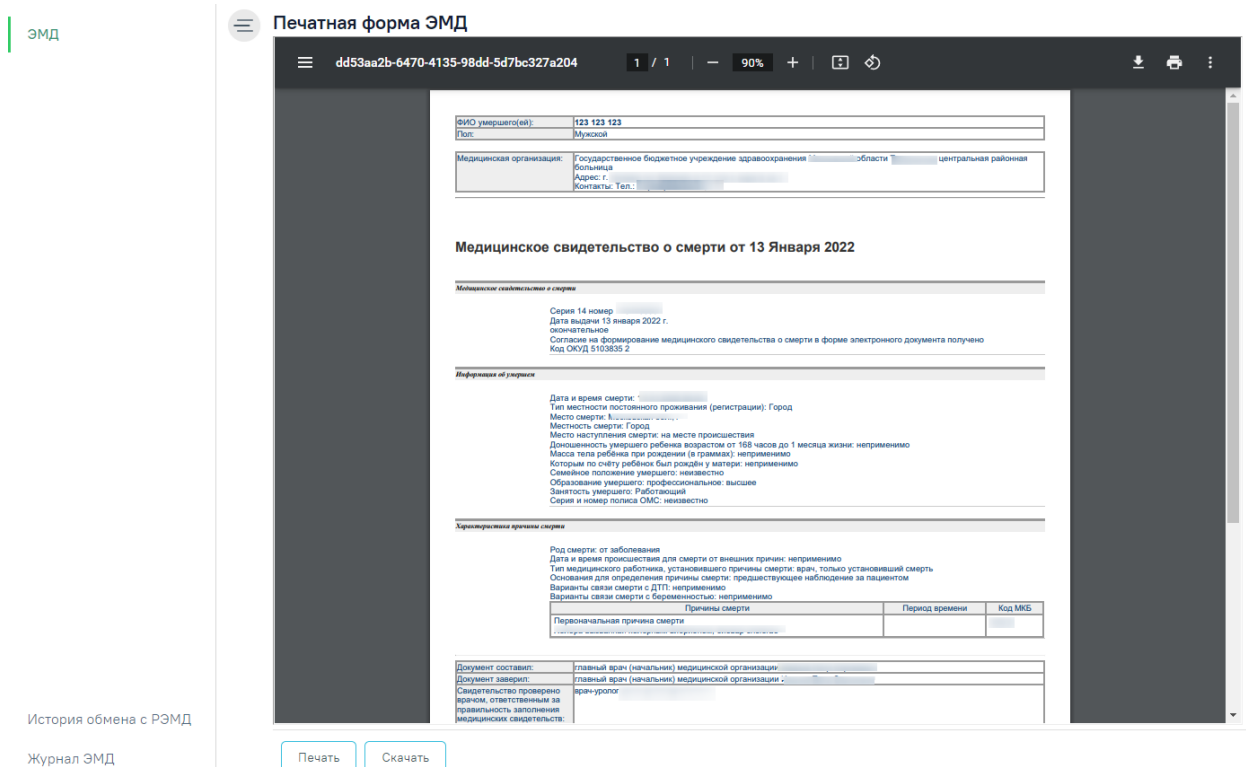 ЭМД
Печатная форма ЭМД
dd53aa2b-6470-4135-98dd-5d7bc327a204 1 / 1 90%
ФИО умершего(ей): 123 123 123
Пол: Мужской
Медицинская организация: Государственное бюджетное учреждение здравоохранения области центральная районная
больница
Адрес: г.
Контакты: Тел.:
Медицинское свидетельство о смерти от 13 Января 2022
Медицинское свидетельство о смерти
Серия 14 номер
Дата выдачи 13 января 2022 г.
окончательное
Согласие на формирование медицинского свидетельства о смерти в форме электронного документа получено
Код ОКУД 5103835 2
Информация об умершем
Дата и время смерти:
Тип местности постоянного проживания (регистрации): Город
Место смерти:
Местность смерти: Город
Место наступления смерти: на месте происшествия
Доношенность умершего ребенка возрастом от 168 часов до 1 месяца жизни: неприменимо
Масса тела ребёнка при рождении (в граммах): неприменимо
Которым по счёту ребёнок был рождён у матери: неприменимо
Семейное положение умершего: неизвестно
Образование умершего: профессиональное: высшее
Занятость умершего: Работающий
Серия и номер полиса ОМС: неизвестно
Характеристика причины смерти
Род смерти: от заболевания
Дата и время происшествия для смерти от внешних причин: неприменимо
Тип медицинского работника, установившего причины смерти: врач, только установивший смерть
Основания для определения причины смерти: предшествующее наблюдение за пациентом
Варианты связи смерти с ДТП: неприменимо
Варианты связи смерти с беременностью: неприменимо
Причины смерти Период времени Код МКБ
Первоначальная причина смерти
Документ составил: главный врач (начальник) медицинской организации
Документ заверил: главный врач (начальник) медицинской организации
Свидетельство проверено врач-уролог
врачом, ответственным за
правильность заполнения
медицинских свидетельств:
История обмена с РЭМД
Журнал ЭМД
Печать
Скачать